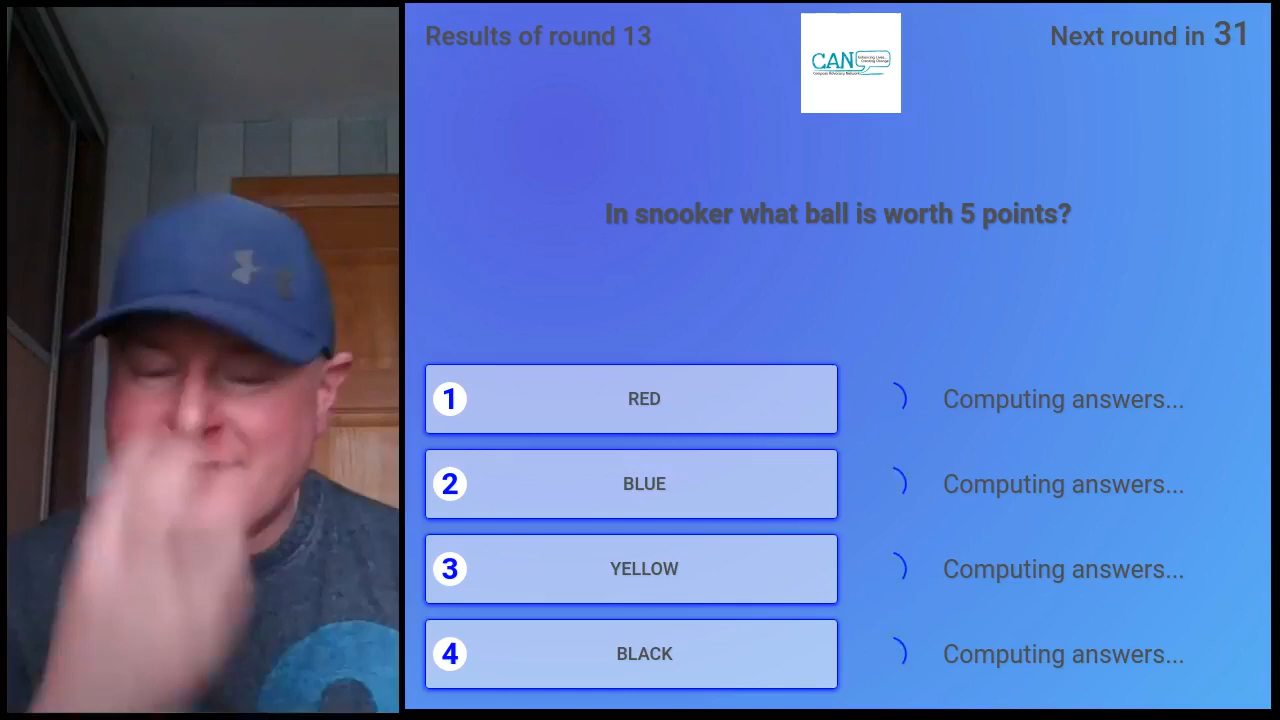 Results of round 13
Next round in 31
CAN
In snooker what ball is worth 5 points?
1 RED Computing answers...
2 BLUE Computing answers...
3 YELLOW Computing answers...
4 BLACK Computing answers...